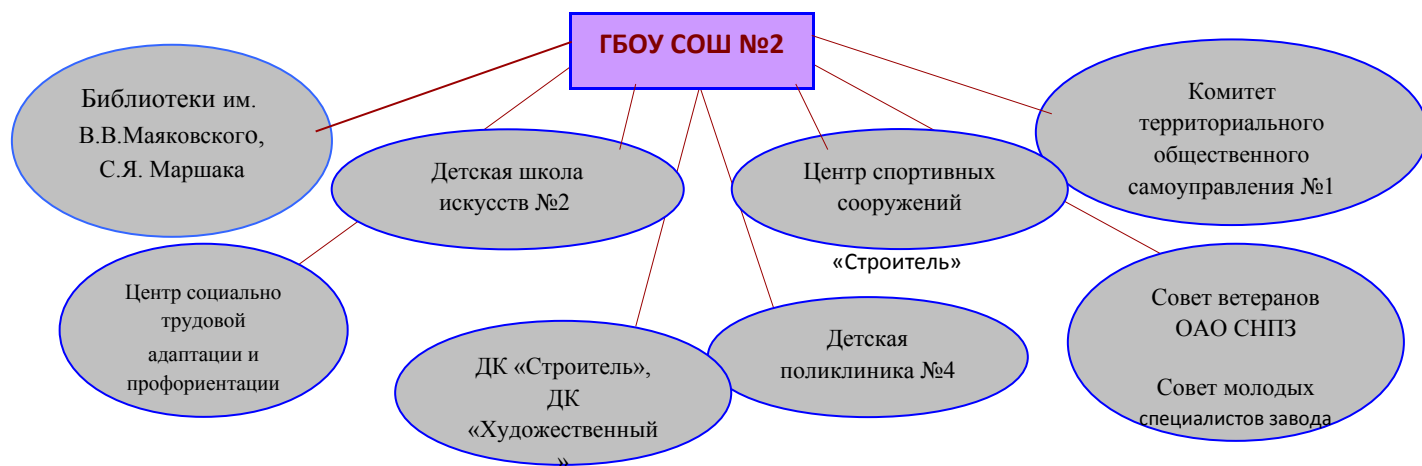 ГБОУ СОШ №2
Библиотеки им.
В.В.Маяковского,
С.Я. Маршака
Детская школа
искусств №2
Центр спортивных
сооружений
«Строитель»
Комитет
территориального
общественного
самоуправления №1
Центр социально
трудовой
адаптации и
профориентации
ДК «Строитель»,
ДК
«Художественный
»
Детская
поликлиника №4
Совет ветеранов
ОАО СНПЗ
Совет молодых
специалистов завода